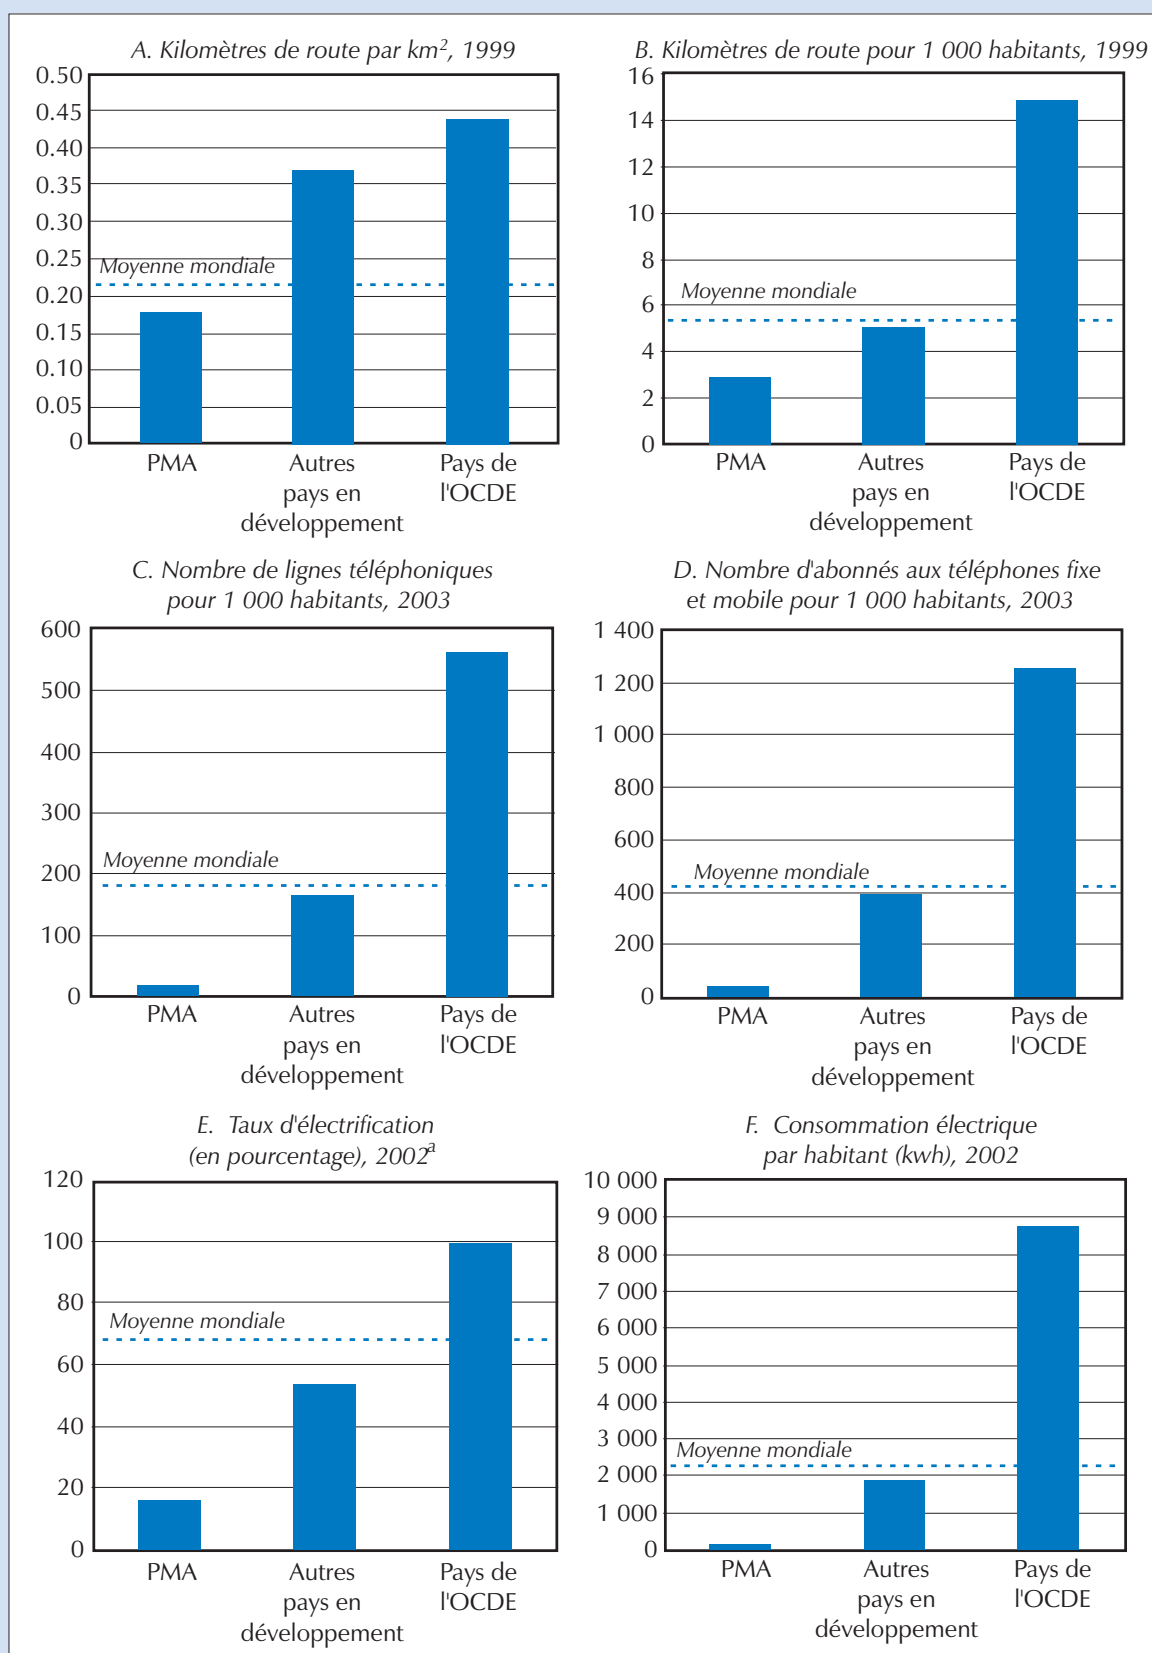 A. Kilomètres de route par km², 1999
0.50
0.45
0.40
0.35
0.30
0.25
0.20
0.15
0.10
0.05
0
Moyenne mondiale
PMA
Autres
pays en
développement
Pays de
l'OCDE
B. Kilomètres de route pour 1 000 habitants, 1999
16
14
12
10
8
6
4
2
0
Moyenne mondiale
PMA
Autres
pays en
développement
Pays de
l'OCDE
C. Nombre de lignes téléphoniques
pour 1 000 habitants, 2003
600
500
400
300
200
100
0
Moyenne mondiale
PMA
Autres
pays en
développement
Pays de
l'OCDE
D. Nombre d'abonnés aux téléphones fixe
et mobile pour 1 000 habitants, 2003
1 400
1 200
1 000
800
600
400
200
0
Moyenne mondiale
PMA
Autres
pays en
développement
Pays de
l'OCDE
E. Taux d'électrification
(en pourcentage), 2002ᵃ
120
100
80
60
40
20
0
Moyenne mondiale
PMA
Autres
pays en
développement
Pays de
l'OCDE
F. Consommation électrique
par habitant (kwh), 2002
10 000
9 000
8 000
7 000
6 000
5 000
4 000
3 000
2 000
1 000
0
Moyenne mondiale
PMA
Autres
pays en
développement
Pays de
l'OCDE